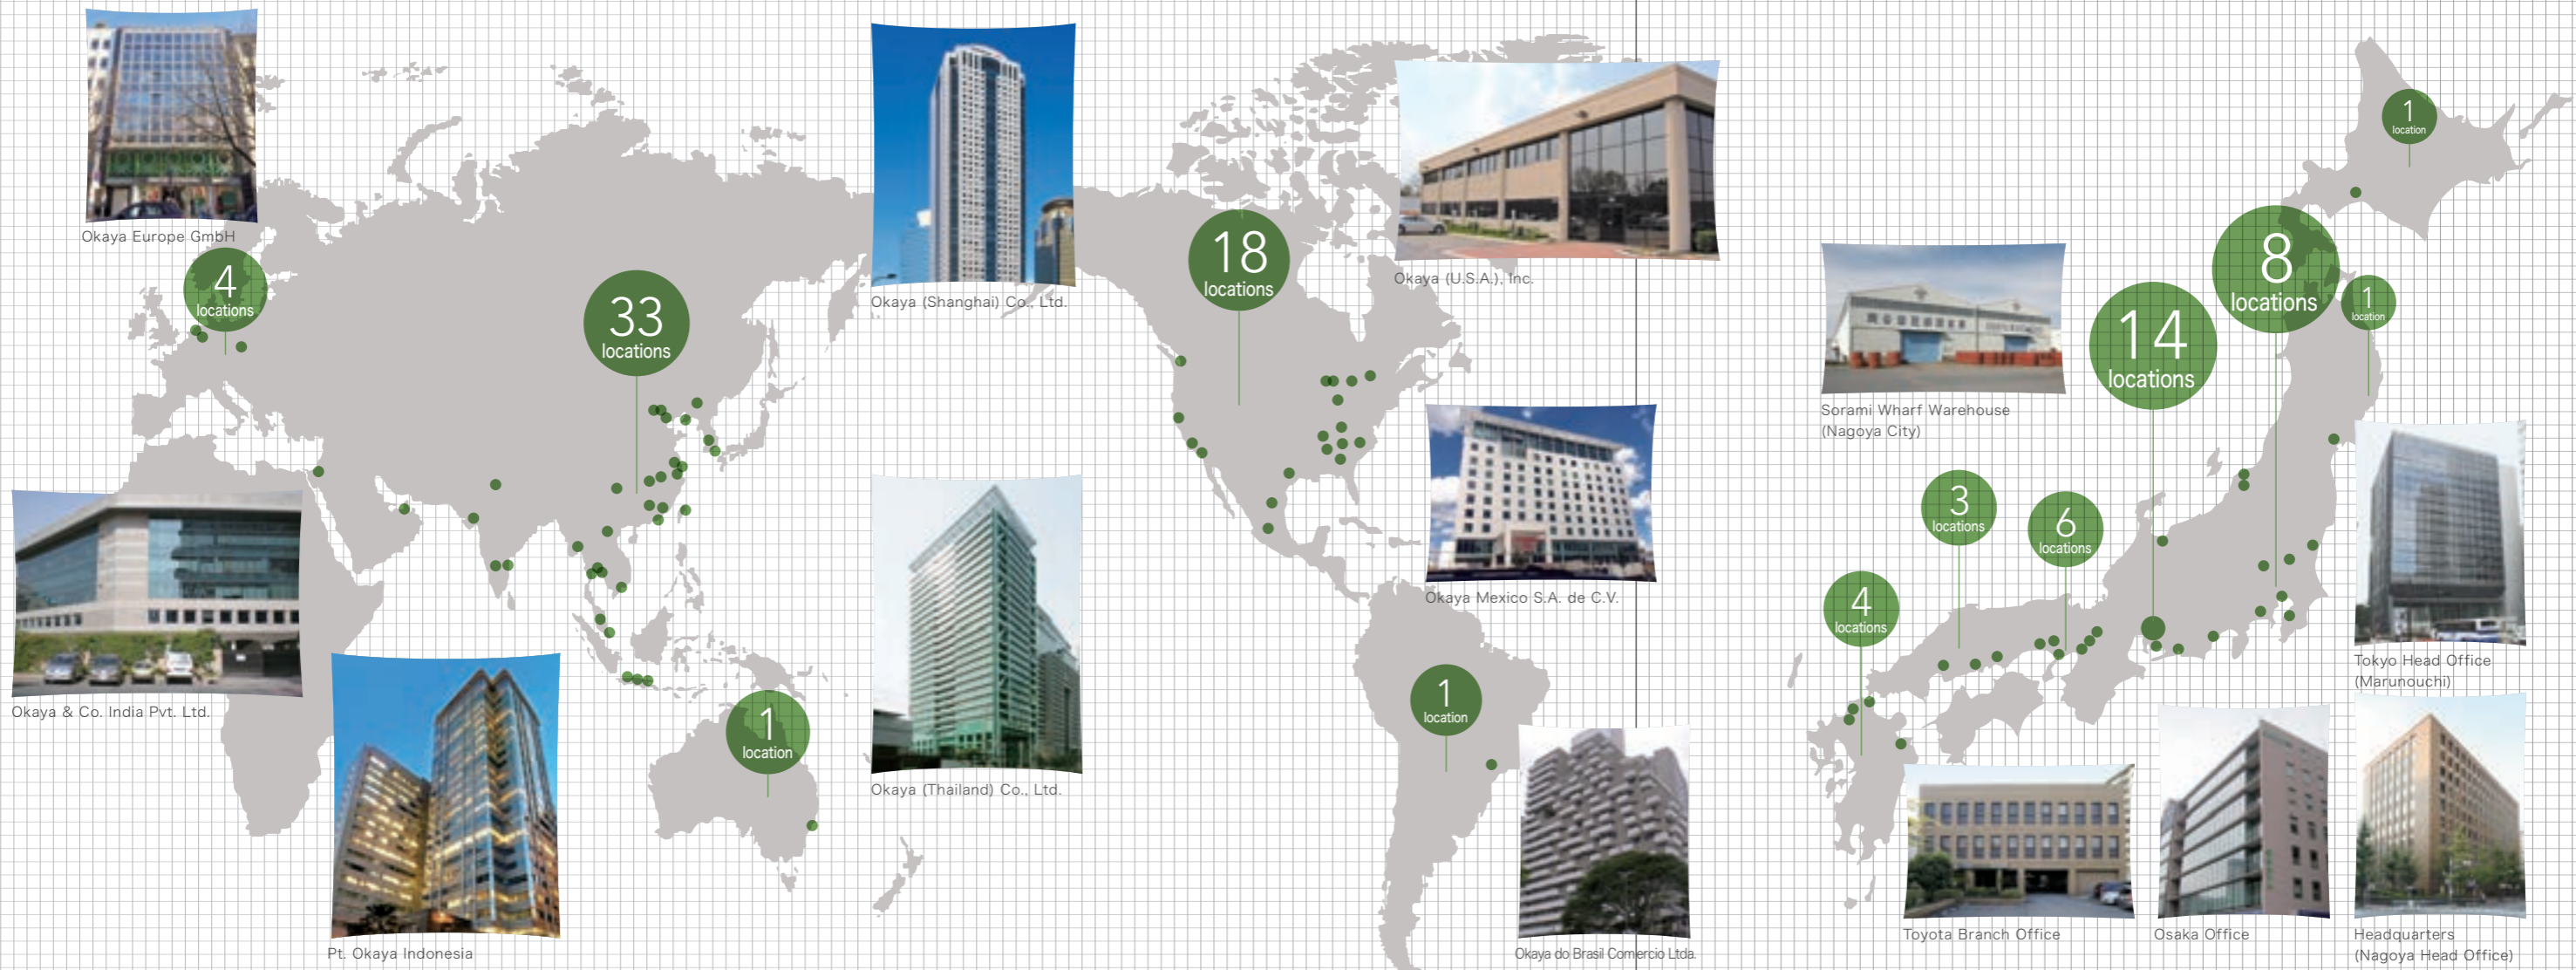 Okaya Europe GmbH
4
locations
33
locations
Okaya & Co. India Pvt. Ltd.
Pt. Okaya Indonesia
1
location
Okaya (Shanghai) Co., Ltd.
Okaya (Thailand) Co., Ltd.
18
locations
Okaya (U.S.A.), Inc.
Okaya Mexico S.A. de C.V.
1
location
Okaya do Brasil Comercio Ltda.
Sorami Wharf Warehouse
(Nagoya City)
4
locations
3
locations
6
locations
14
locations
8
locations
1
location
1
location
Tokyo Head Office
(Marunouchi)
Toyota Branch Office
Osaka Office
Headquarters
(Nagoya Head Office)